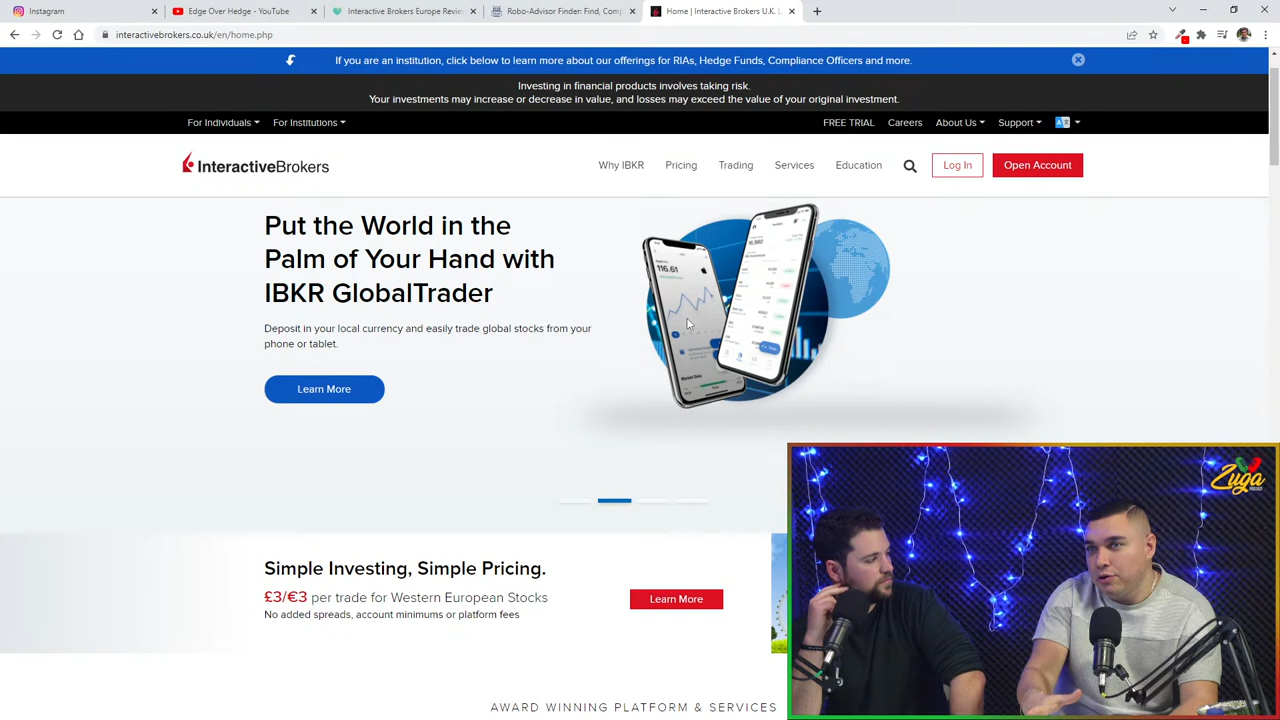 Instagram
Edge Over Hedge - YouTube
Interactive Brokers Europe Revie
Robo-Advisor Finder: Find, Comp
Home | Interactive Brokers U.K. L
interactivebrokers.co.uk/en/home.php
If you are an institution, click below to learn more about our offerings for RIAs, Hedge Funds, Compliance Officers and more.
Investing in financial products involves taking risk.
Your investments may increase or decrease in value, and losses may exceed the value of your original investment.
For Individuals
For Institutions
FREE TRIAL
Careers
About Us
Support
InteractiveBrokers
Why IBKR
Pricing
Trading
Services
Education
Log In
Open Account
Put the World in the
Palm of Your Hand with
IBKR GlobalTrader
Deposit in your local currency and easily trade global stocks from your
phone or tablet.
Learn More
116.61
Market Data
Simple Investing, Simple Pricing.
£3/€3 per trade for Western European Stocks
No added spreads, account minimums or platform fees
Learn More
AWARD WINNING PLATFORM & SERVICES
Zuga
PODCAST